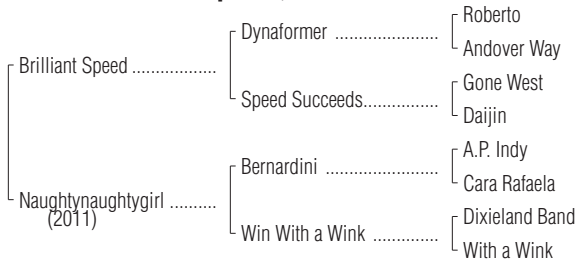 Roberto
Dynaformer ..................
Andover Way
Brilliant Speed .................
Gone West
Speed Succeeds................
Daijin
A.P. Indy
Bernardini ......................
Cara Rafaela
Naughtynaughtygirl ..........
(2011)
Dixieland Band
Win With a Wink .............
With a Wink